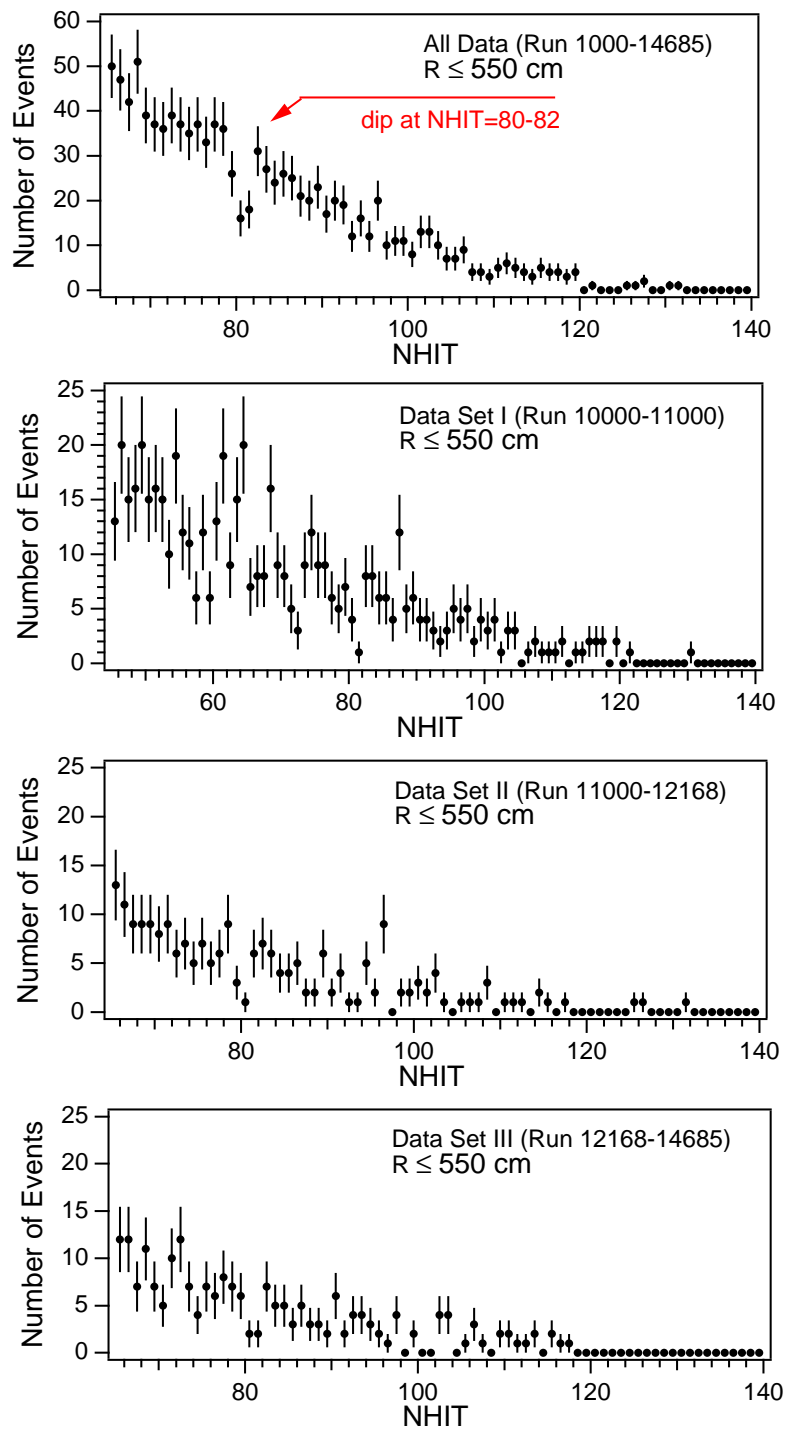 60
50
40
30
20
10
0
Number of Events
All Data (Run 1000-14685)
R ≤ 550 cm
dip at NHIT=80-82
80 100 120 140
NHIT
25
20
15
10
5
0
Number of Events
Data Set I (Run 10000-11000)
R ≤ 550 cm
60 80 100 120 140
NHIT
25
20
15
10
5
0
Number of Events
Data Set II (Run 11000-12168)
R ≤ 550 cm
80 100 120 140
NHIT
25
20
15
10
5
0
Number of Events
Data Set III (Run 12168-14685)
R ≤ 550 cm
80 100 120 140
NHIT